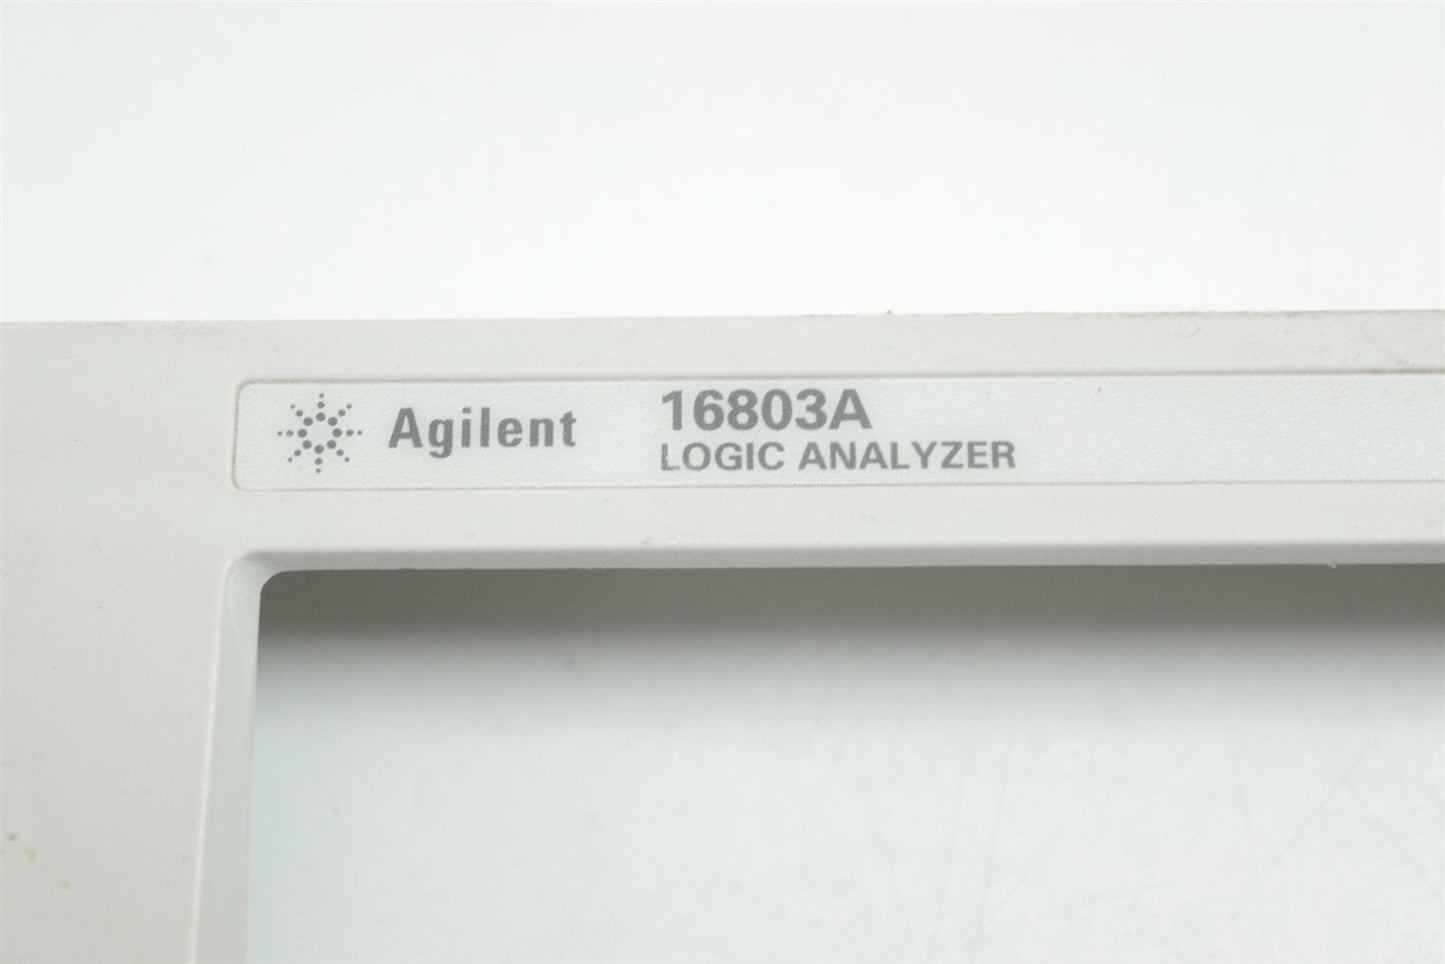 Agilent
16803A
LOGIC ANALYZER